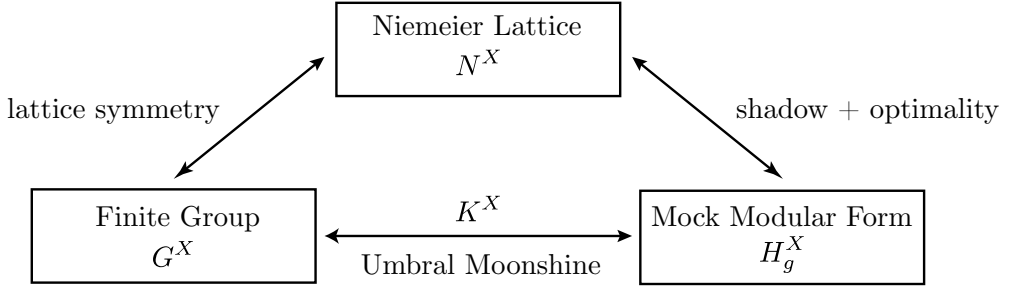 Niemeier Lattice
N^X
lattice symmetry
shadow + optimality
Finite Group
G^X
K^X
Umbral Moonshine
Mock Modular Form
H_g^X